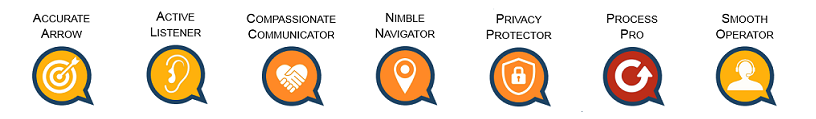 Accurate
Arrow
Active
Listener
Compassionate
Communicator
Nimble
Navigator
Privacy
Protector
Process
Pro
Smooth
Operator